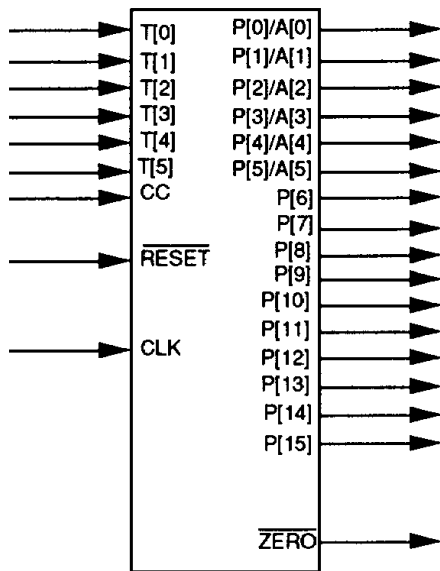 T[0]
T[1]
T[2]
T[3]
T[4]
T[5]
CC
RESET
CLK
P[0]/A[0]
P[1]/A[1]
P[2]/A[2]
P[3]/A[3]
P[4]/A[4]
P[5]/A[5]
P[6]
P[7]
P[8]
P[9]
P[10]
P[11]
P[12]
P[13]
P[14]
P[15]
ZERO